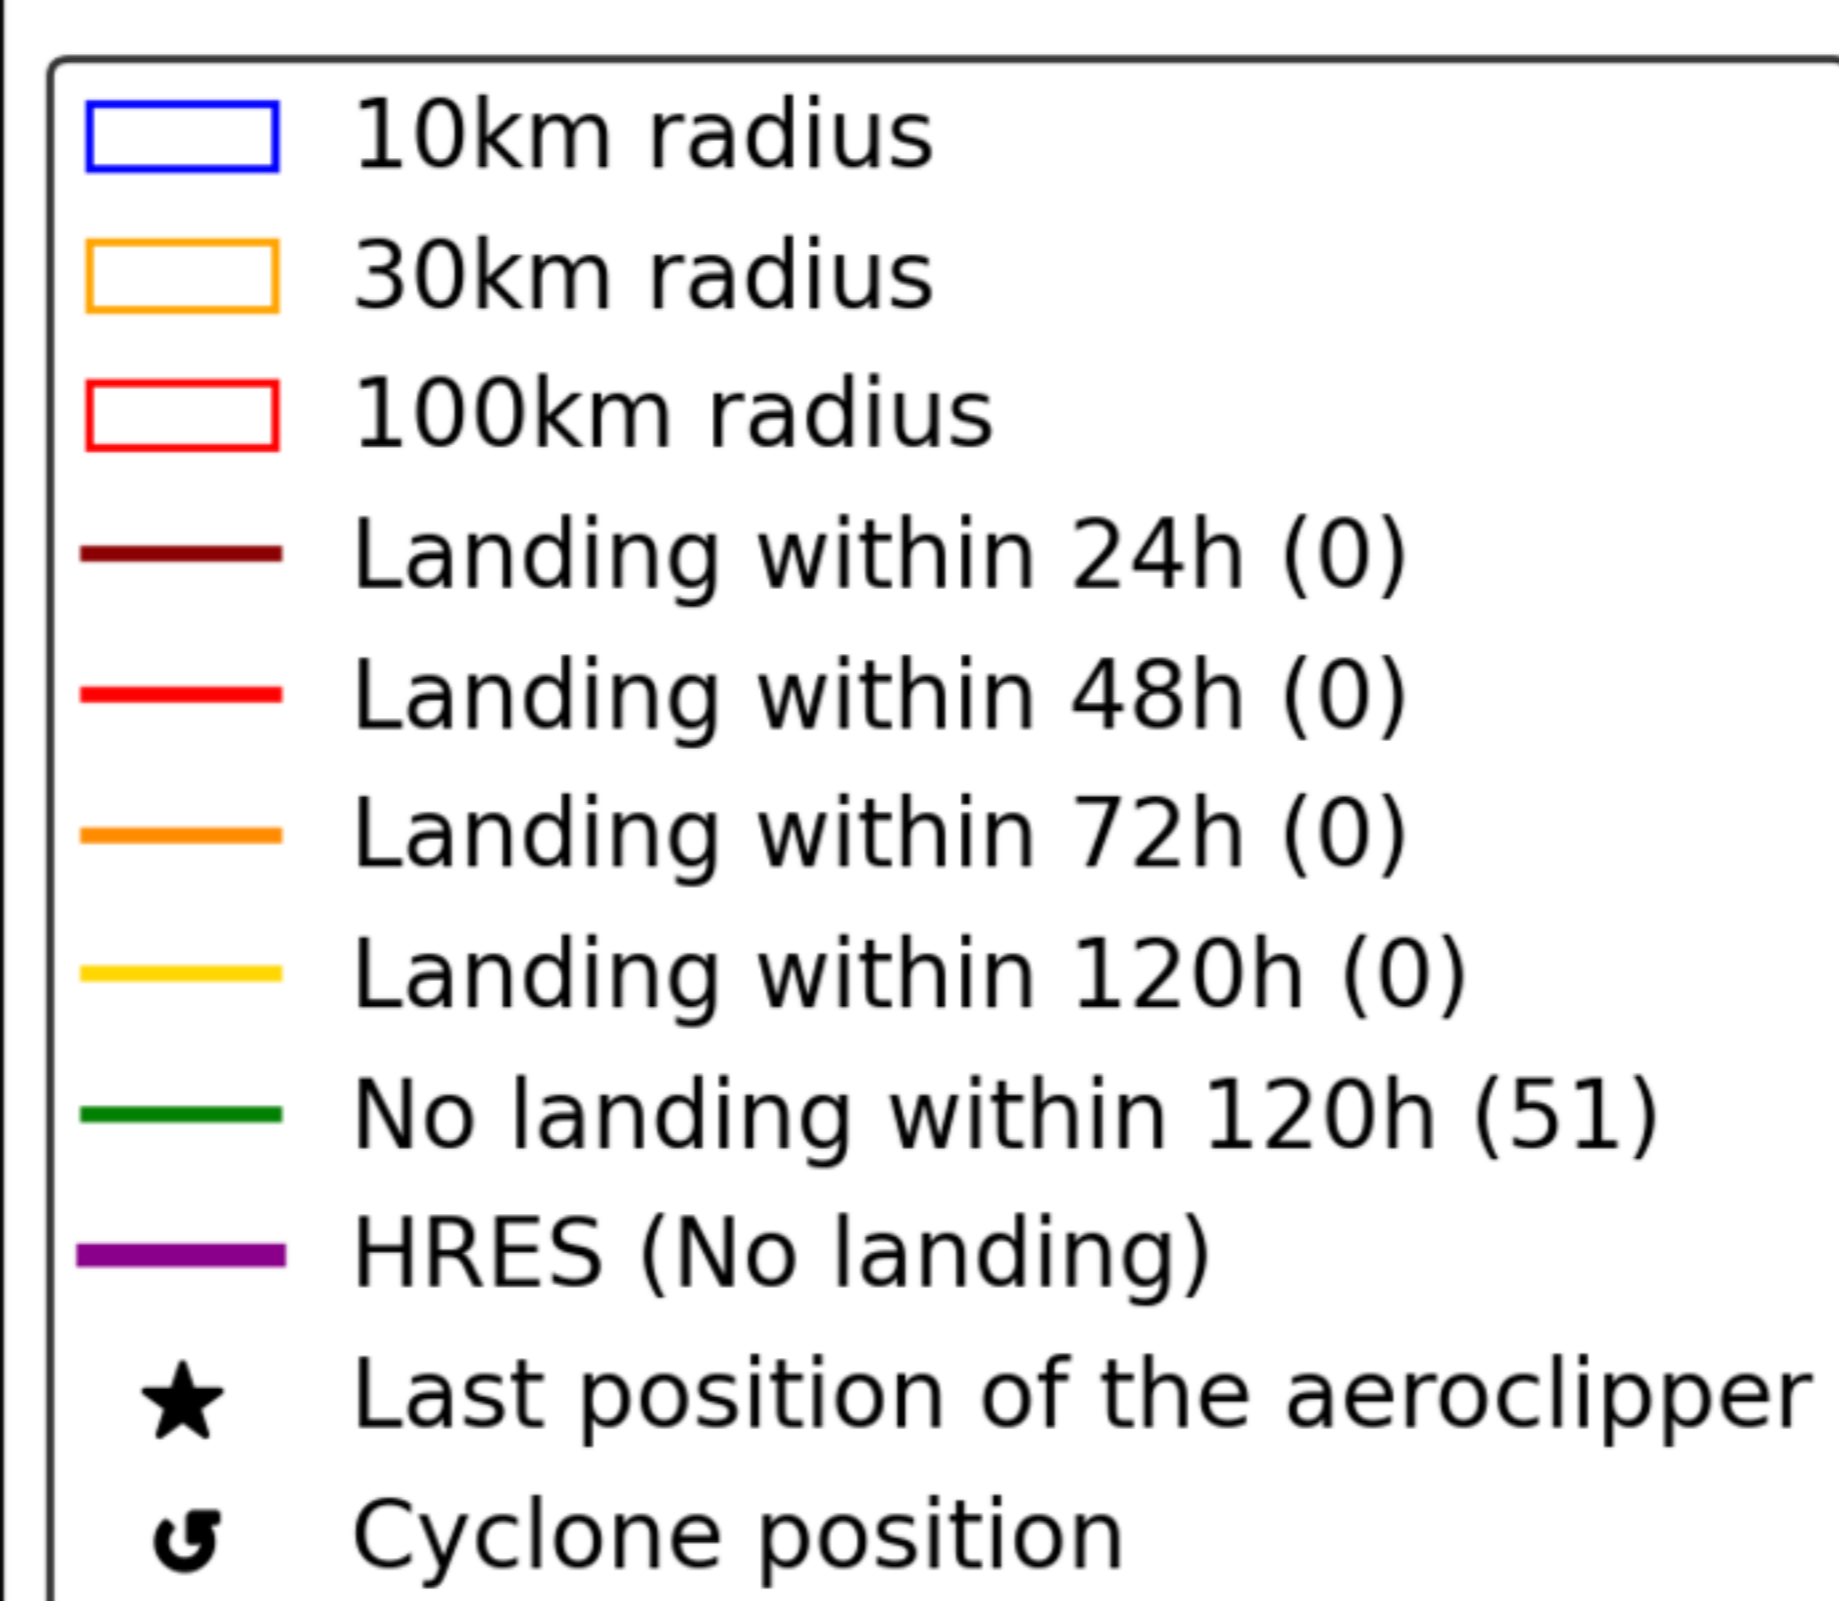 10km radius
30km radius
100km radius
Landing within 24h (0)
Landing within 48h (0)
Landing within 72h (0)
Landing within 120h (0)
No landing within 120h (51)
HRES (No landing)
Last position of the aeroclipper
Cyclone position